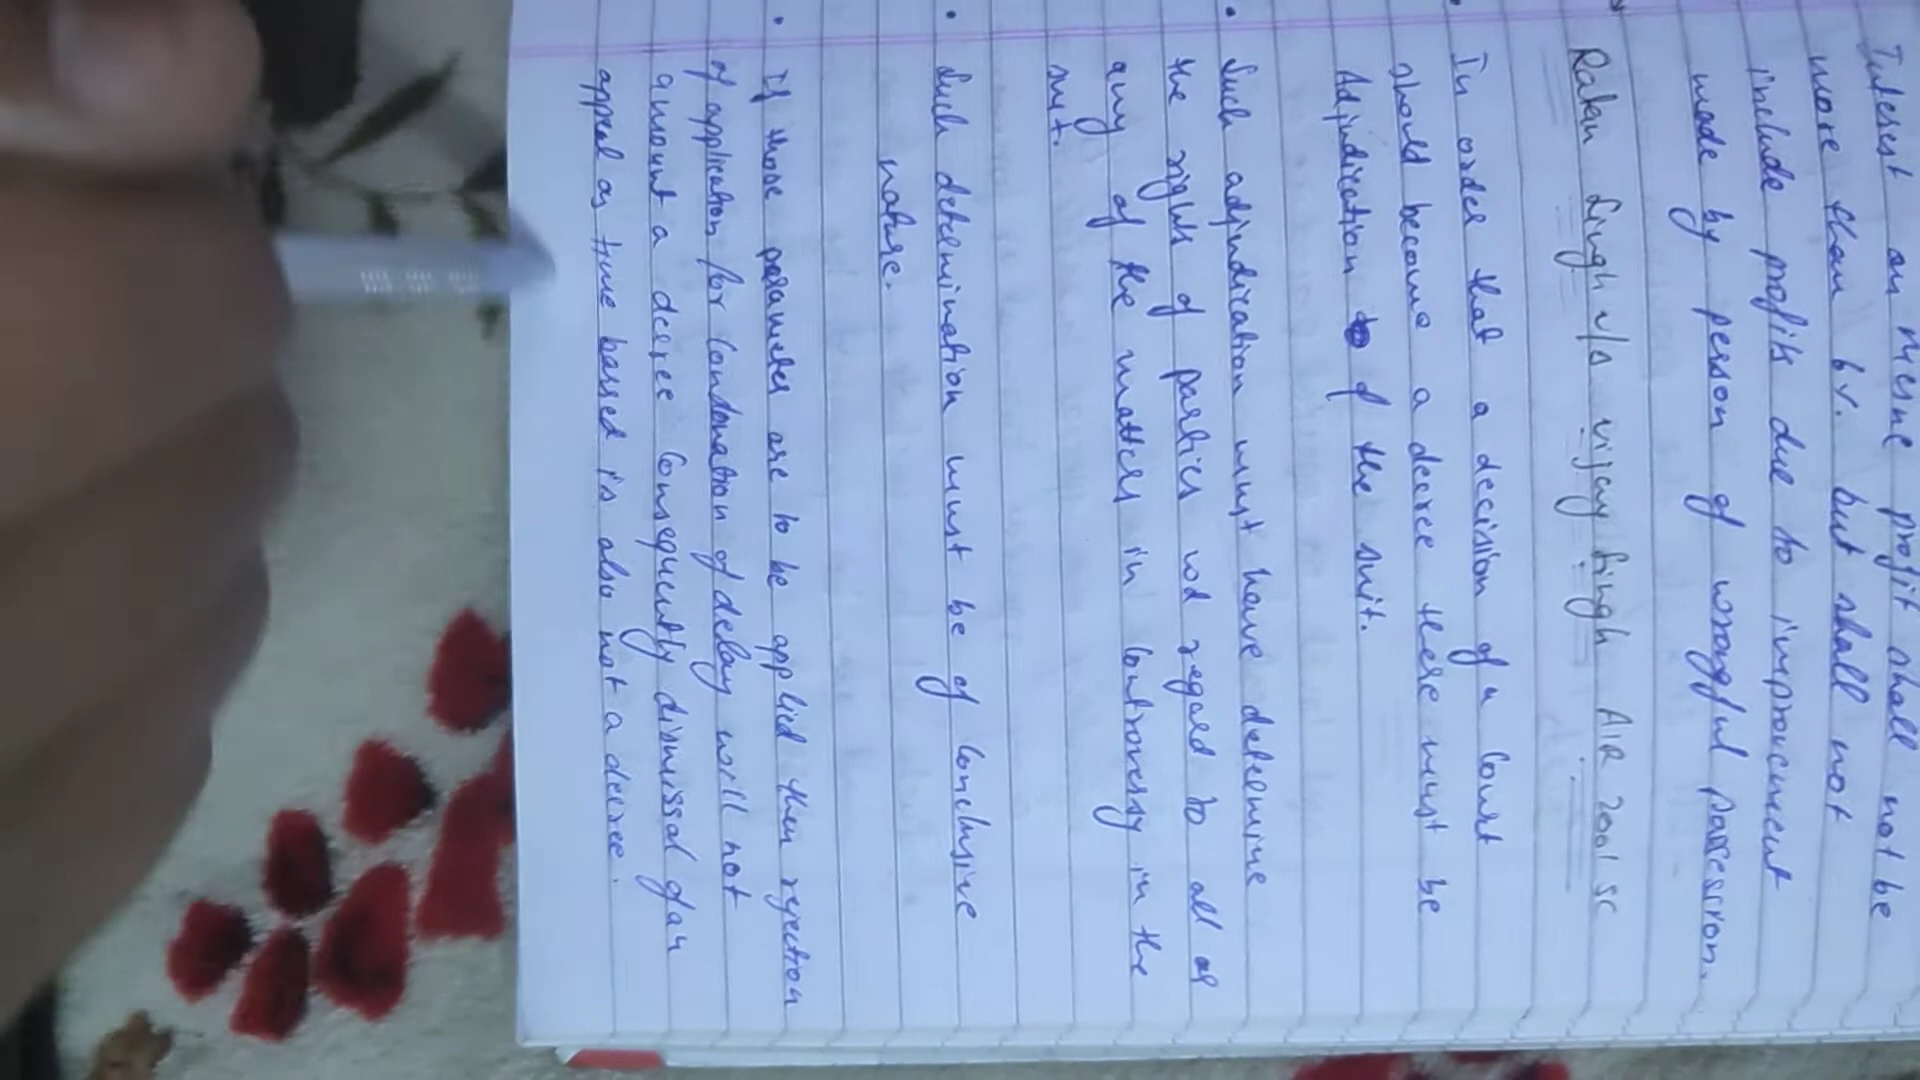 Interest on mesne profit shall not be
more than 6%. but shall not
include profits due to improvement
made by person of wrongful possession.
Ratan Singh v/s vijay singh AIR 2001 SC
In order that a decision of a Court
should become a decree there must be
Adjudication of the suit.
Such adjudication must have determine
the rights of parties wod regard to all or
any of the matters in controversy in the
suit.
Such determination must be of Conclusive
nature.
If those parameter are to be applied then rejection
of application for Condonation of delay will not
amount a decree Consequently dismissal of an
appeal as time barred is also not a decree.